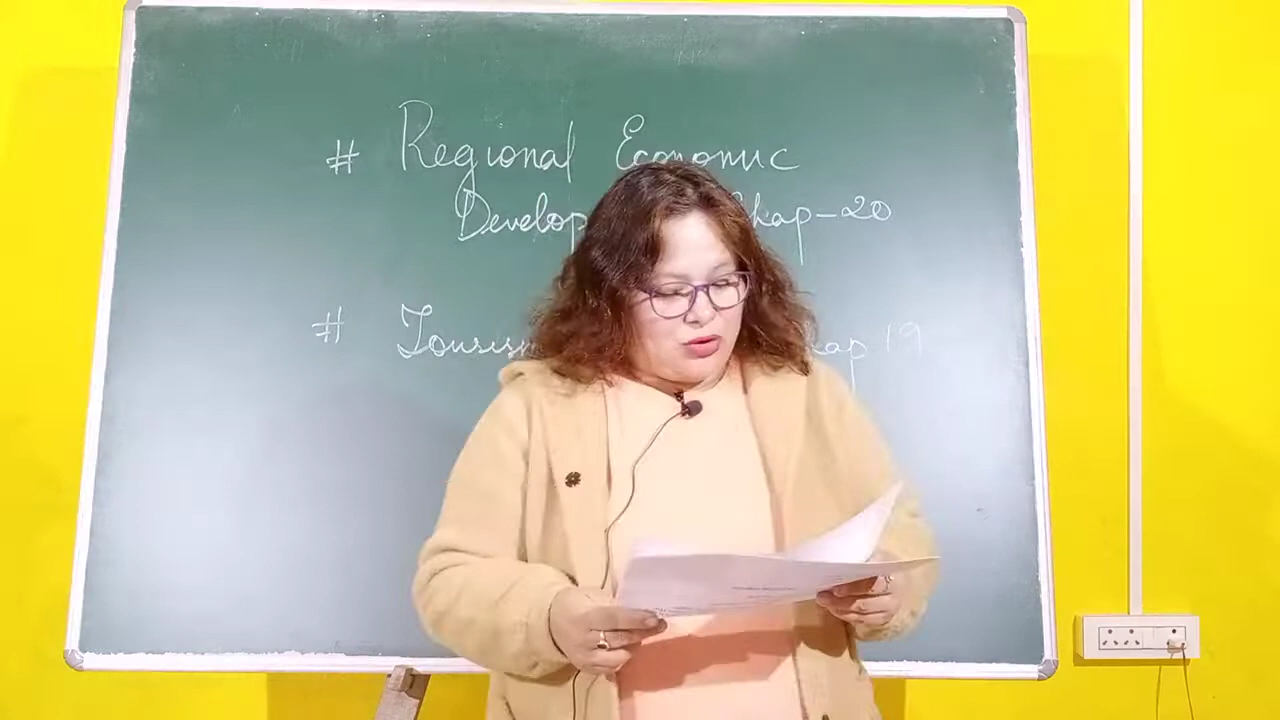 # Regional Economic
Develop Chap-20
# Tourism Chap 19